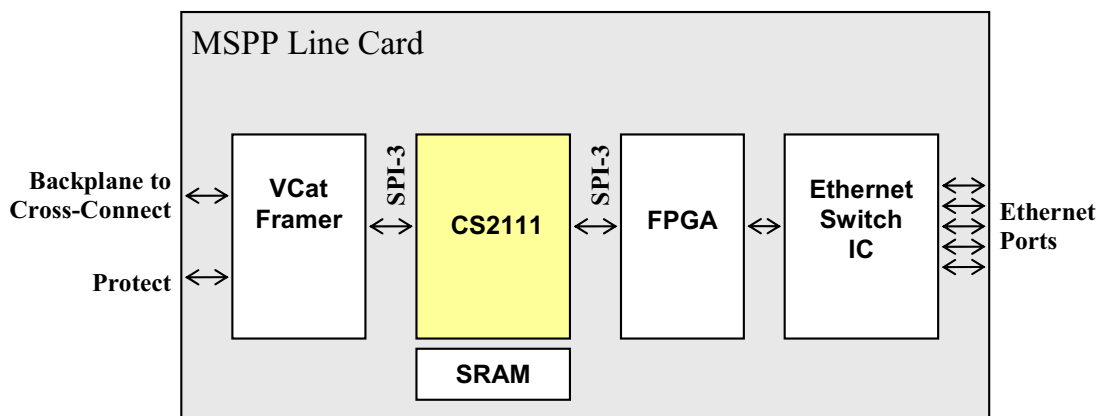 MSPP Line Card
Backplane to
Cross-Connect
Protect
VCat
Framer
SPI-3
CS2111
SRAM
SPI-3
FPGA
Ethernet
Switch
IC
Ethernet
Ports